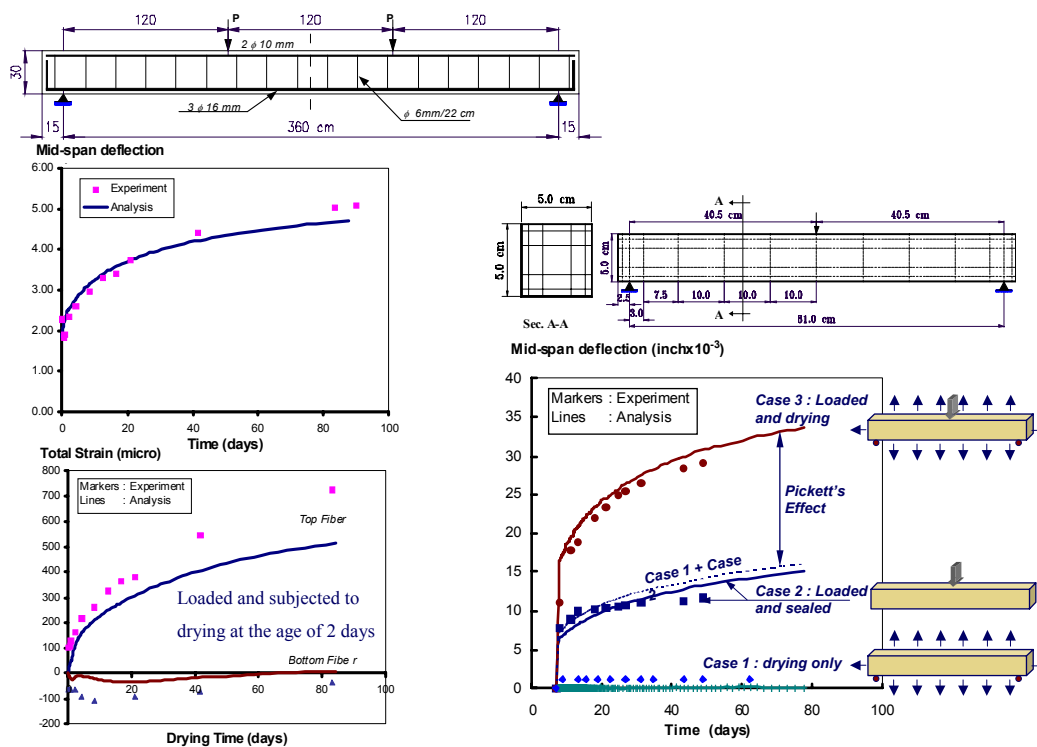 120
120
120
P
P
2 ϕ 10 mm
30
3 ϕ 16 mm
ϕ 6mm/22 cm
15
360 cm
15
Mid-span deflection
6.00
5.00
4.00
3.00
2.00
1.00
0.00
Experiment
Analysis
0
20
40
60
80
100
Time (days)
Total Strain (micro)
800
700
600
500
400
300
200
100
0
-100
-200
Markers : Experiment
Lines : Analysis
Top Fiber
Loaded and subjected to
drying at the age of 2 days
Bottom Fibe r
0
20
40
60
80
100
Drying Time (days)
5.0 cm
5.0 cm
Sec. A-A
A
40.5 cm
40.5 cm
5.0 cm
7.5
10.0
10.0
10.0
3.0
A
81.0 cm
Mid-span deflection (inchx10-3)
40
35
30
25
20
15
10
5
0
Markers : Experiment
Lines : Analysis
Case 3 : Loaded
and drying
Pickett's
Effect
Case 1 + Case
Case 2 : Loaded
and sealed
Case 1 : drying only
0
20
40
60
80
100
Time (days)